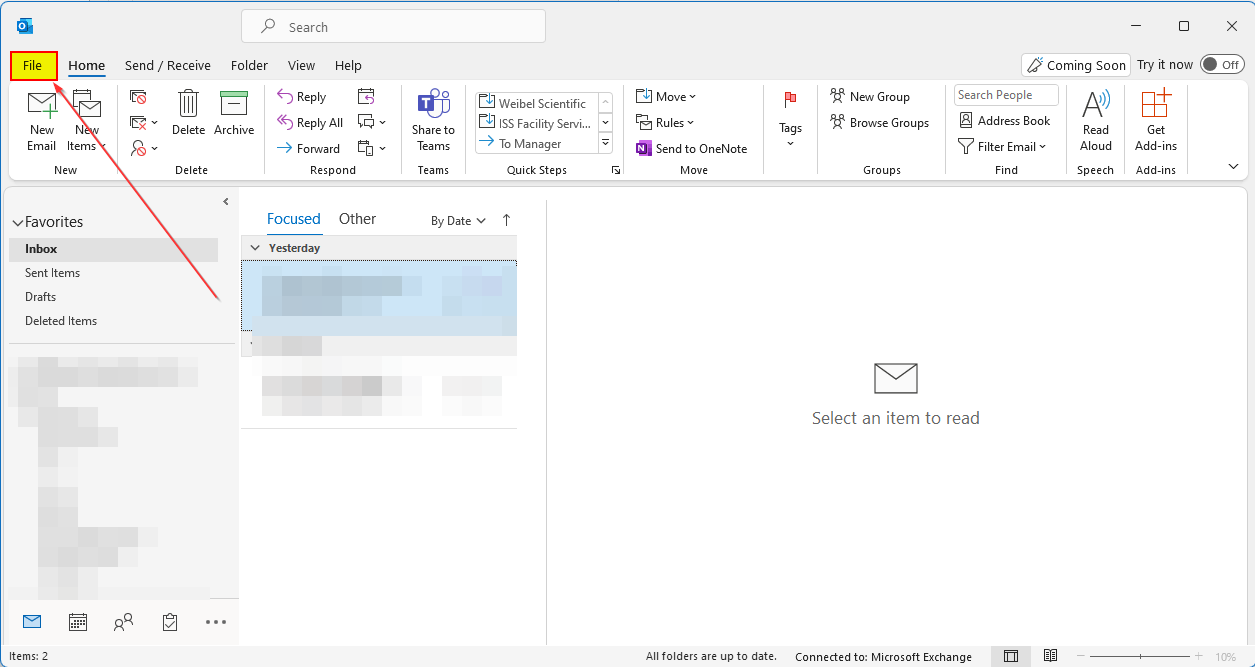 Search
File Home Send / Receive Folder View Help Coming Soon Try it now Off
New Email
New Items
New
Delete
Archive
Delete
Reply
Reply All
Forward
Respond
Share to Teams
Teams
Weibel Scientific
ISS Facility Servi...
To Manager
Quick Steps
Move
Rules
Send to OneNote
Move
Tags
New Group
Browse Groups
Groups
Search People
Address Book
Filter Email
Find
Read Aloud
Speech
Get Add-ins
Add-ins
Favorites
Inbox
Sent Items
Drafts
Deleted Items
Focused Other By Date
Yesterday
Select an item to read
Items: 2 All folders are up to date. Connected to: Microsoft Exchange 10%